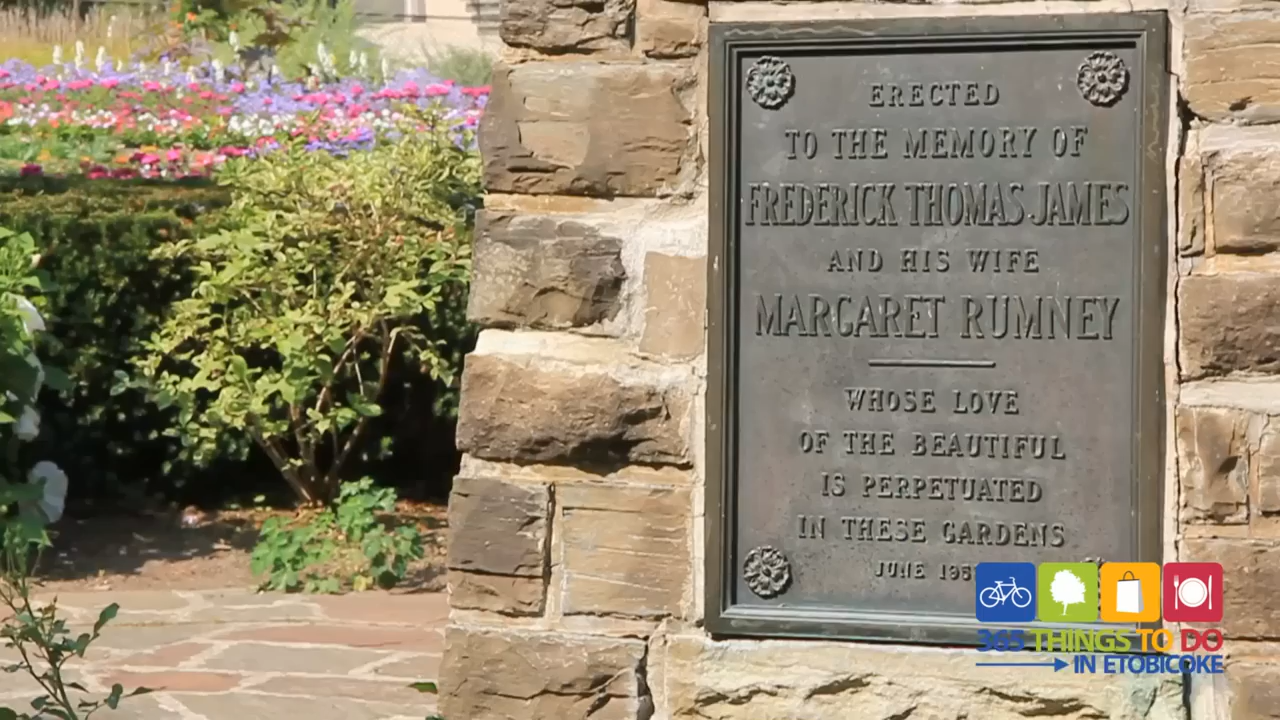 ERECTED
TO THE MEMORY OF
FREDERICK THOMAS JAMES
AND HIS WIFE
MARGARET RUMNEY
WHOSE LOVE
OF THE BEAUTIFUL
IS PERPETUATED
IN THESE GARDENS
JUNE
365 THINGS TO DO
IN ETOBICOKE